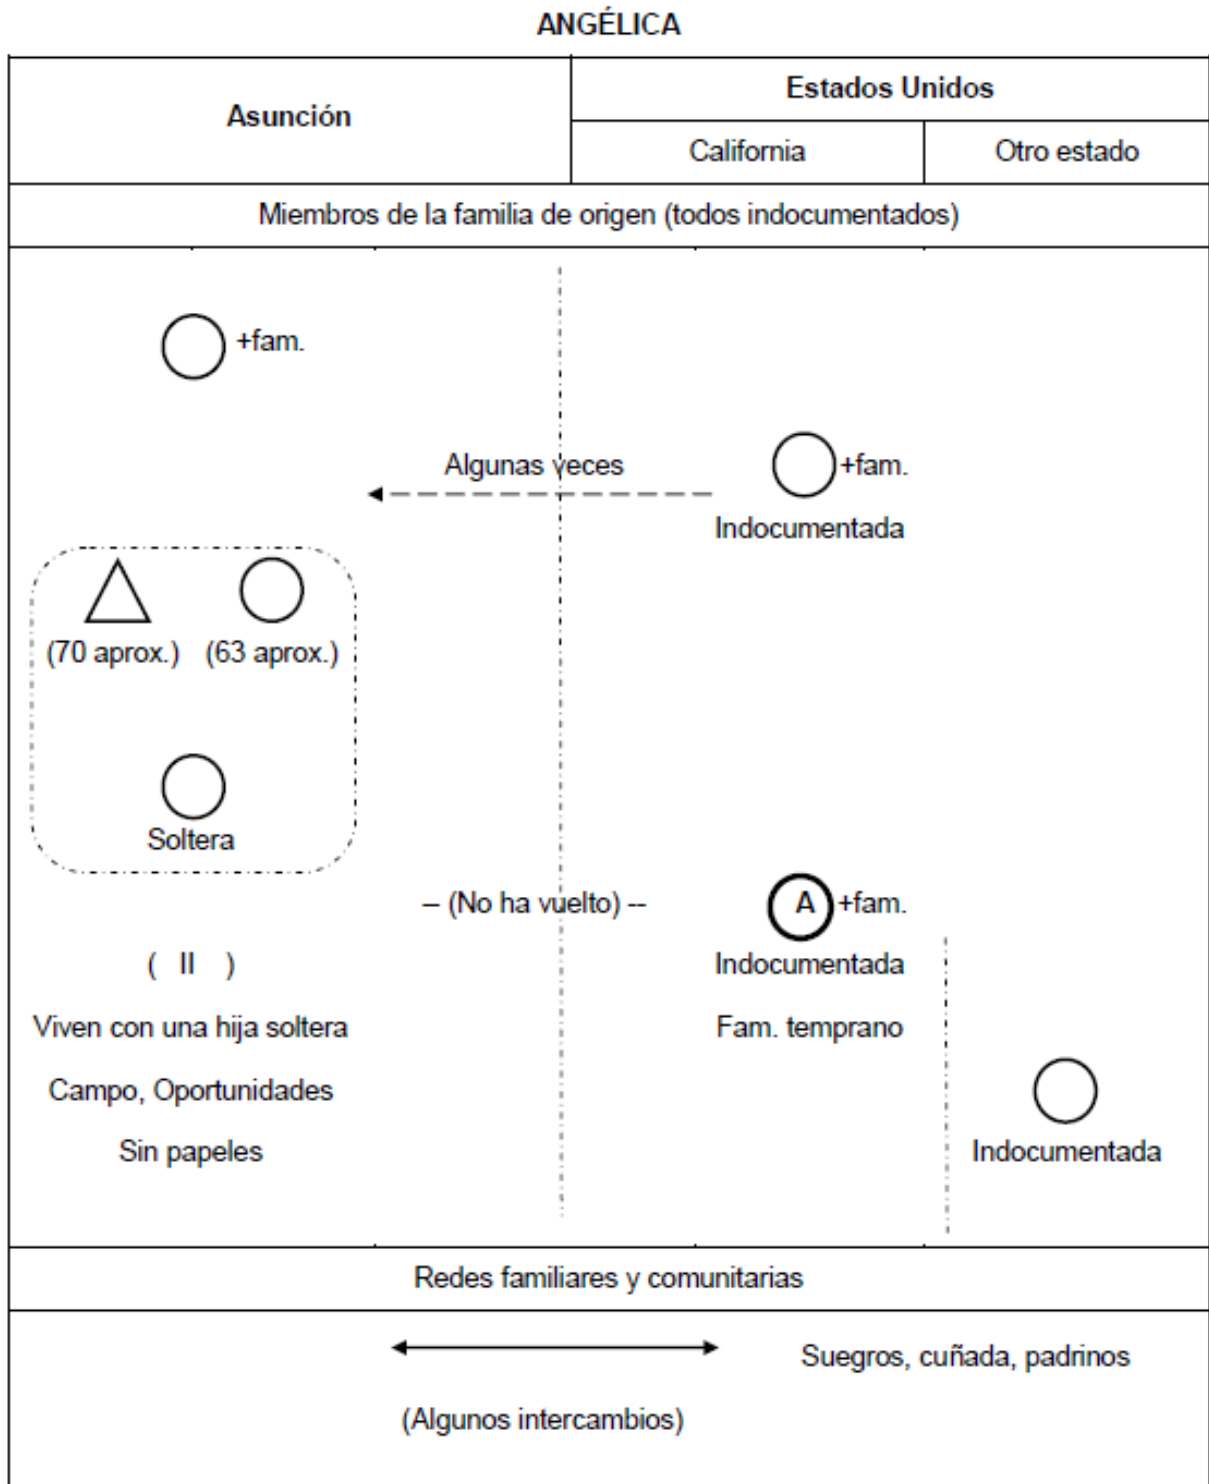 ANGÉLICA
Asunción
Estados Unidos
California
Otro estado
Miembros de la familia de origen (todos indocumentados)
+fam.
Algunas veces
+fam.
Indocumentada
(70 aprox.)
(63 aprox.)
Soltera
– (No ha vuelto) --
A
+fam.
( II )
Indocumentada
Viven con una hija soltera
Fam. temprano
Campo, Oportunidades
Sin papeles
Indocumentada
Redes familiares y comunitarias
Suegros, cuñada, padrinos
(Algunos intercambios)